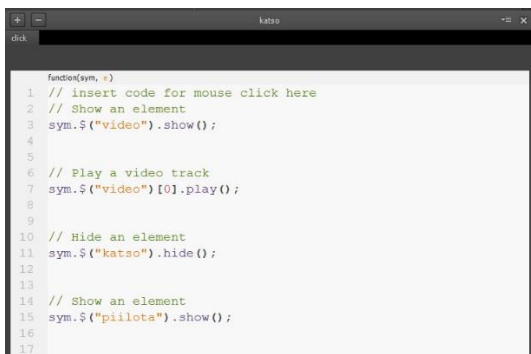 + - katso x
click
function(sym, e)
1 // insert code for mouse click here
2 // Show an element
3 sym.$("video").show();
4
5
6 // Play a video track
7 sym.$("video")[0].play();
8
9
10 // Hide an element
11 sym.$("katso").hide();
12
13
14 // Show an element
15 sym.$("piilota").show();
16
17